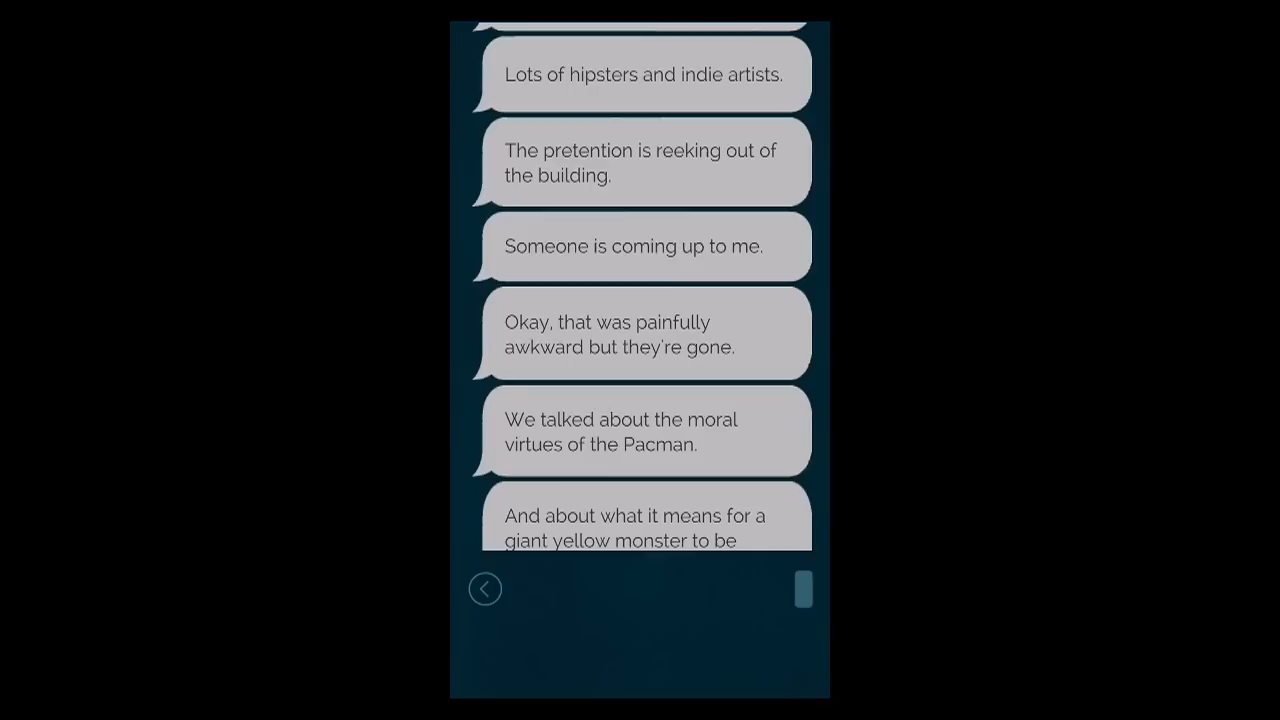 Lots of hipsters and indie artists.
The pretention is reeking out of
the building.
Someone is coming up to me.
Okay, that was painfully
awkward but they're gone.
We talked about the moral
virtues of the Pacman.
And about what it means for a
giant yellow monster to be